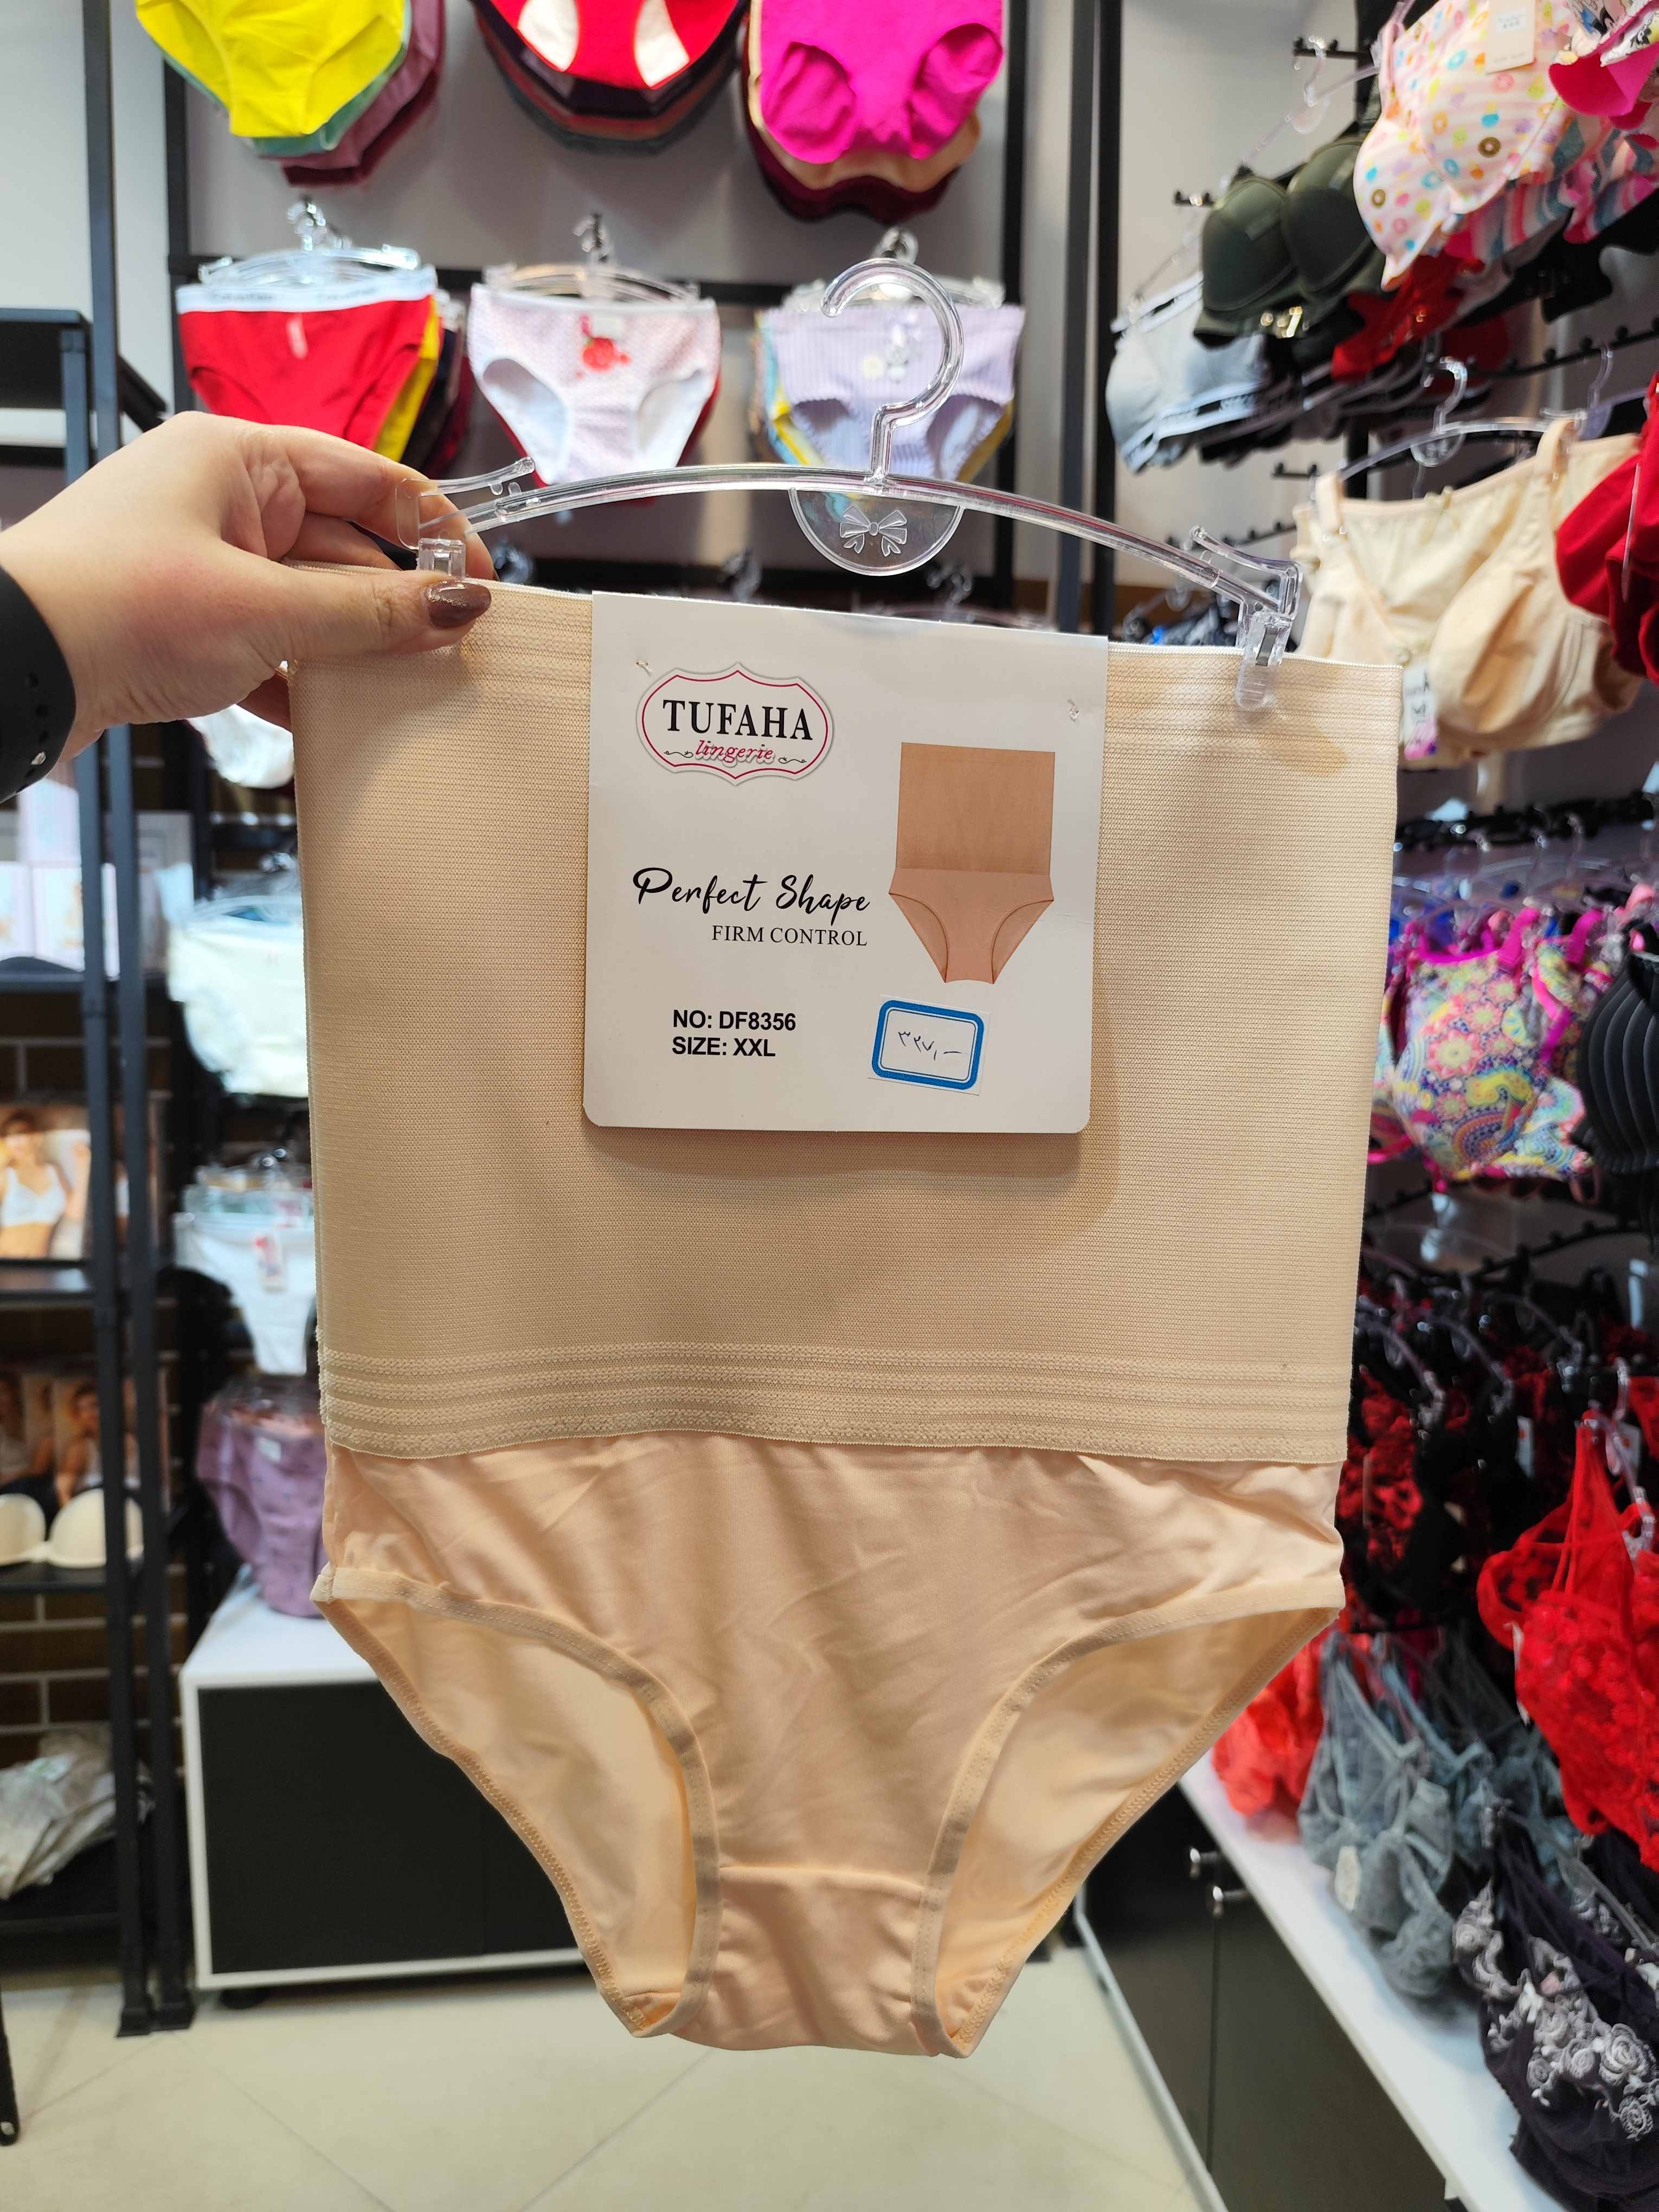 TUFAHA
lingerie
Perfect Shape
FIRM CONTROL
NO: DF8356
SIZE: XXL